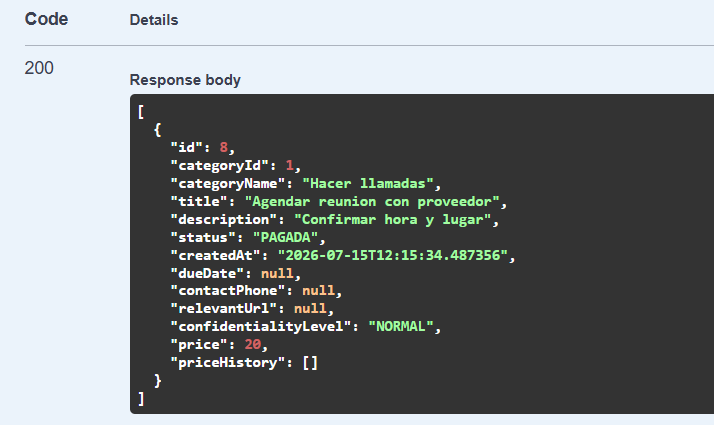 Code Details
200
Response body
[
  {
    "id": 8,
    "categoryId": 1,
    "categoryName": "Hacer llamadas",
    "title": "Agendar reunion con proveedor",
    "description": "Confirmar hora y lugar",
    "status": "PAGADA",
    "createdAt": "2026-07-15T12:15:34.487356",
    "dueDate": null,
    "contactPhone": null,
    "relevantUrl": null,
    "confidentialityLevel": "NORMAL",
    "price": 20,
    "priceHistory": []
  }
]